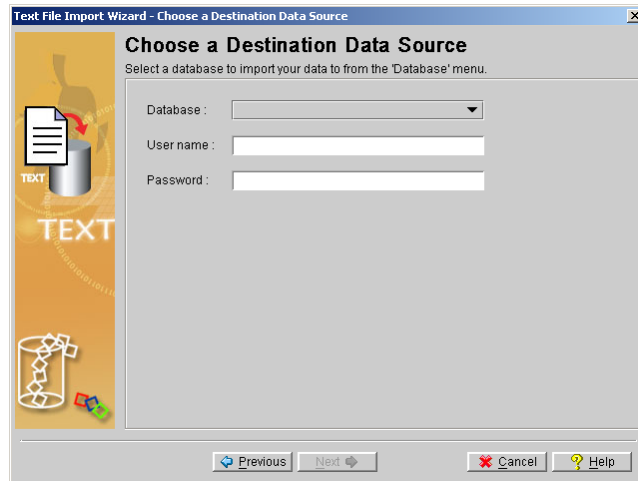 Text File Import Wizard - Choose a Destination Data Source
Choose a Destination Data Source
Select a database to import your data to from the 'Database' menu.
Database :
User name :
Password :
TEXT
TEXT
Previous
Next
Cancel
Help